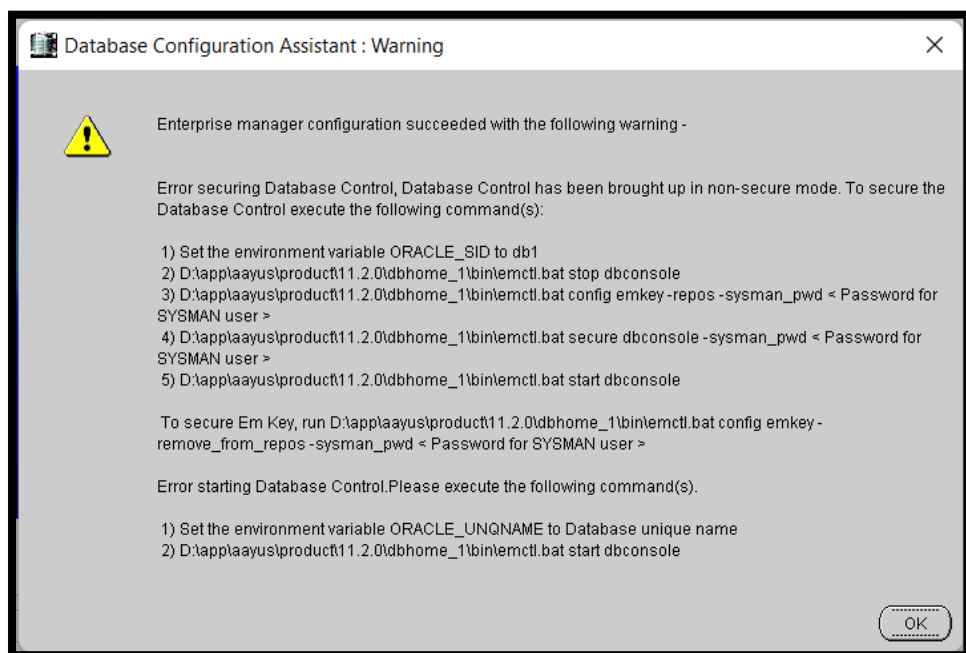 Database Configuration Assistant : Warning
Enterprise manager configuration succeeded with the following warning -
Error securing Database Control, Database Control has been brought up in non-secure mode. To secure the
Database Control execute the following command(s):
1) Set the environment variable ORACLE_SID to db1
2) D:\app\aayus\product\11.2.0\dbhome_1\bin\emctl.bat stop dbconsole
3) D:\app\aayus\product\11.2.0\dbhome_1\bin\emctl.bat config emkey -repos -sysman_pwd < Password for
SYSMAN user >
4) D:\app\aayus\product\11.2.0\dbhome_1\bin\emctl.bat secure dbconsole -sysman_pwd < Password for
SYSMAN user >
5) D:\app\aayus\product\11.2.0\dbhome_1\bin\emctl.bat start dbconsole
To secure Em Key, run D:\app\aayus\product\11.2.0\dbhome_1\bin\emctl.bat config emkey -
remove_from_repos -sysman_pwd < Password for SYSMAN user >
Error starting Database Control.Please execute the following command(s).
1) Set the environment variable ORACLE_UNQNAME to Database unique name
2) D:\app\aayus\product\11.2.0\dbhome_1\bin\emctl.bat start dbconsole
OK